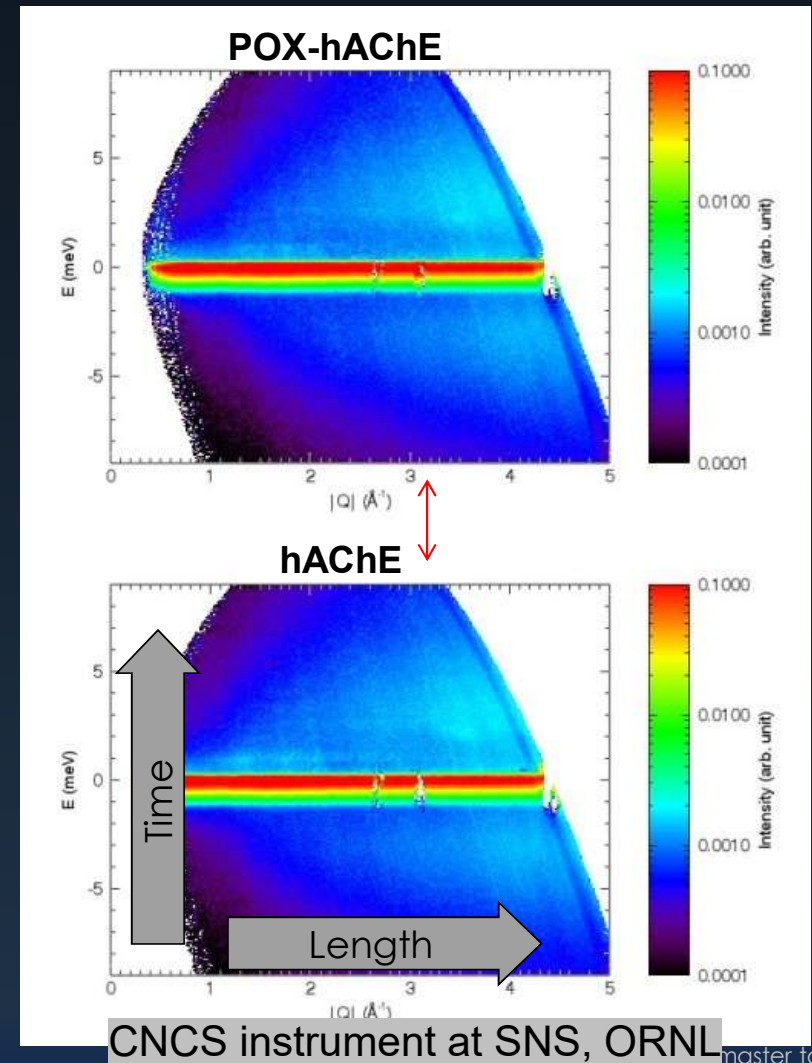 POX-hAChE
5
0
-5
E (meV)
0 1 2 3 4 5
|Q| (Å⁻¹)
0.1000
0.0100
0.0010
0.0001
Intensity (arb. unit)
hAChE
5
0
-5
E (meV)
Time
Length
0 1 2 3 4 5
|Q| (Å⁻¹)
0.1000
0.0100
0.0010
0.0001
Intensity (arb. unit)
CNCS instrument at SNS, ORNL